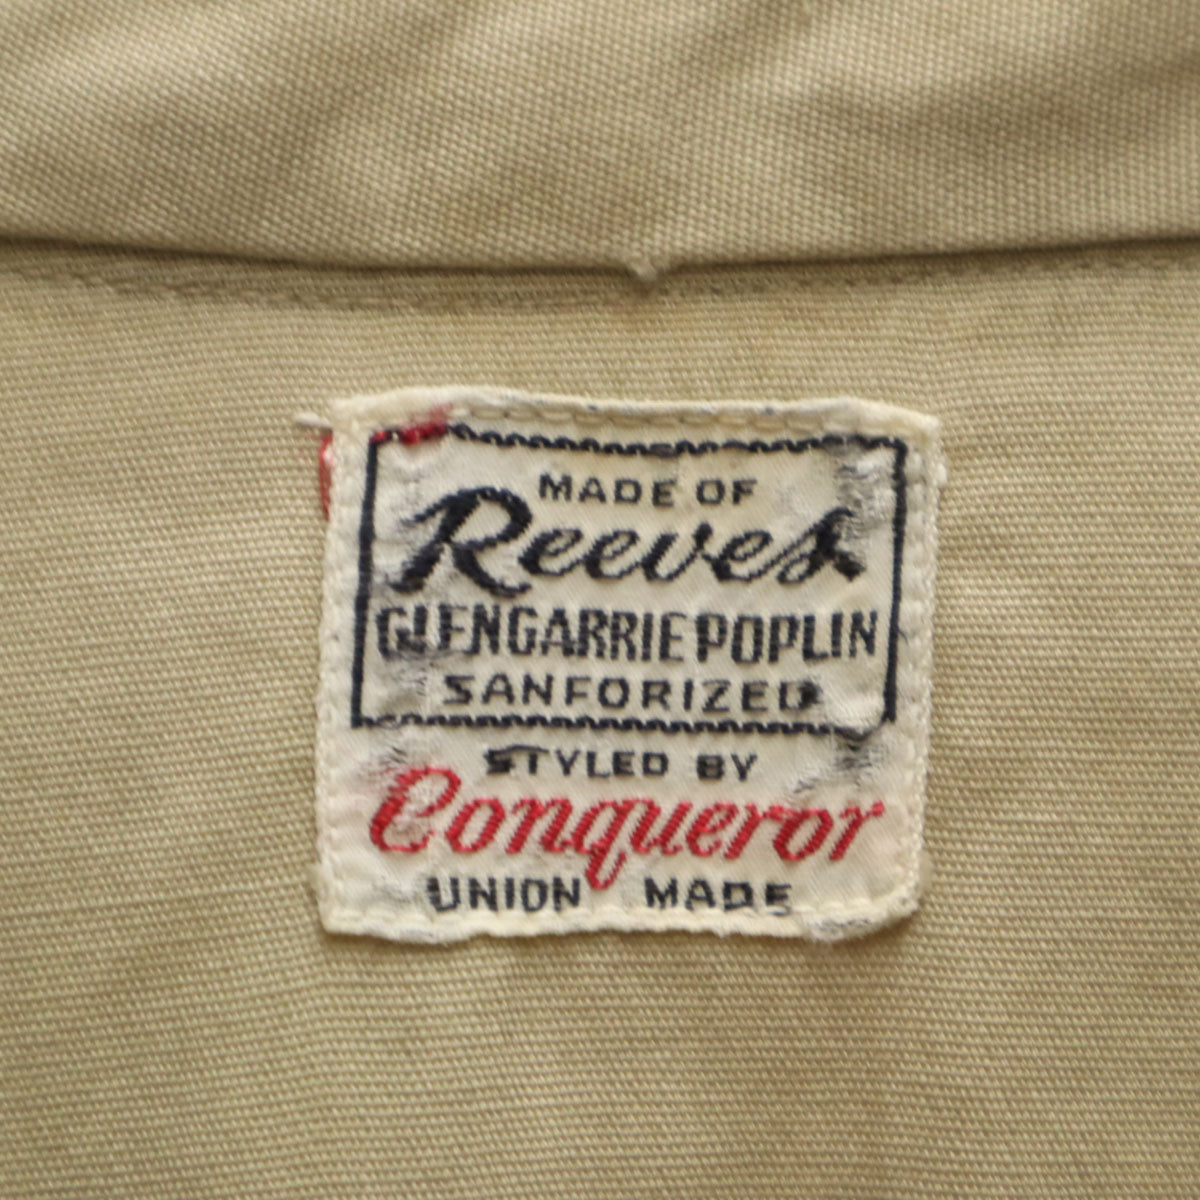 MADE OF
Reeves
GLENGARRIE POPLIN
SANFORIZED
STYLED BY
Conqueror
UNION MADE